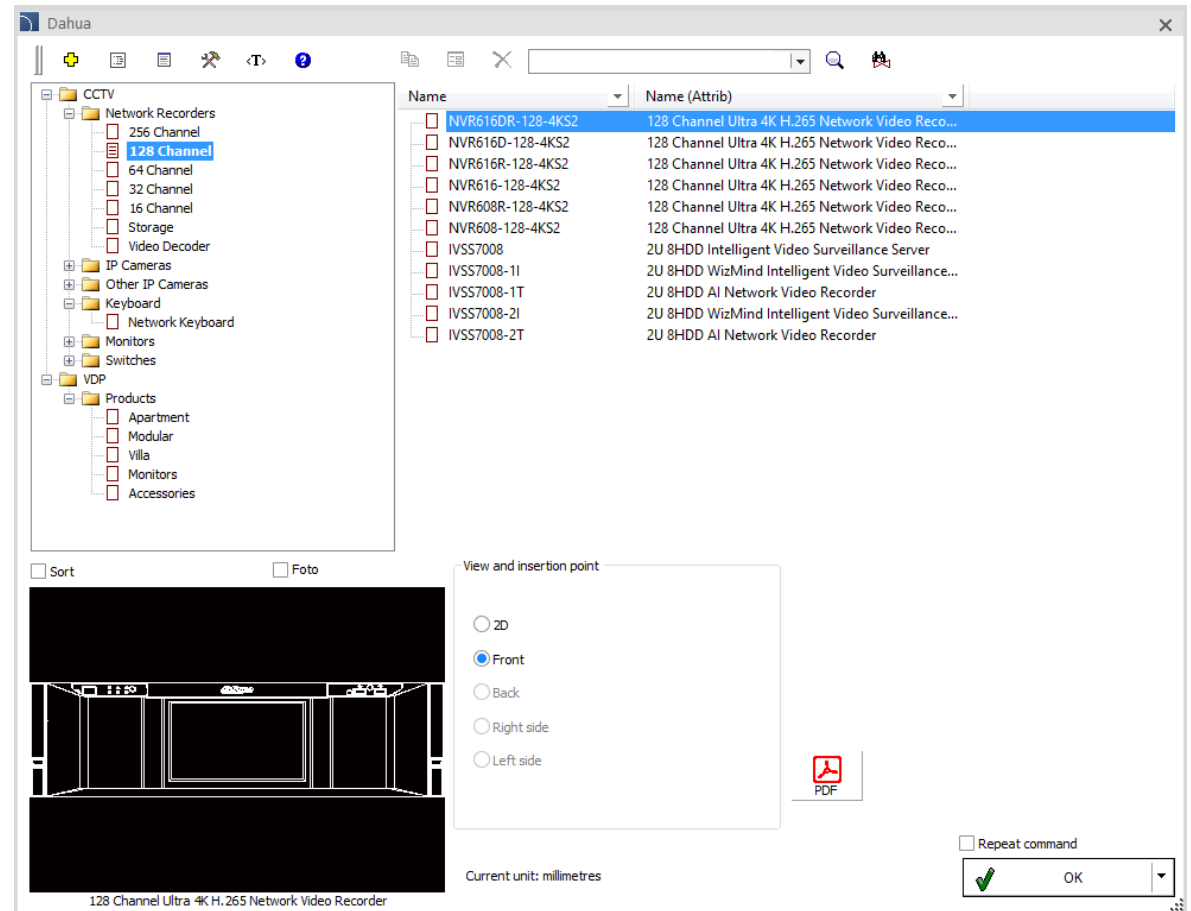 Dahua
<T>
CCTV
Network Recorders
256 Channel
128 Channel
64 Channel
32 Channel
16 Channel
Storage
Video Decoder
IP Cameras
Other IP Cameras
Keyboard
Network Keyboard
Monitors
Switches
VDP
Products
Apartment
Modular
Villa
Monitors
Accessories
Name Name (Attrib)
NVR616DR-128-4KS2 128 Channel Ultra 4K H.265 Network Video Reco...
NVR616D-128-4KS2 128 Channel Ultra 4K H.265 Network Video Reco...
NVR616R-128-4KS2 128 Channel Ultra 4K H.265 Network Video Reco...
NVR616-128-4KS2 128 Channel Ultra 4K H.265 Network Video Reco...
NVR608R-128-4KS2 128 Channel Ultra 4K H.265 Network Video Reco...
NVR608-128-4KS2 128 Channel Ultra 4K H.265 Network Video Reco...
IVSS7008 2U 8HDD Intelligent Video Surveillance Server
IVSS7008-1I 2U 8HDD WizMind Intelligent Video Surveillance...
IVSS7008-1T 2U 8HDD AI Network Video Recorder
IVSS7008-2I 2U 8HDD WizMind Intelligent Video Surveillance...
IVSS7008-2T 2U 8HDD AI Network Video Recorder
Sort Foto
128 Channel Ultra 4K H.265 Network Video Recorder
View and insertion point
2D
Front
Back
Right side
Left side
PDF
Current unit: millimetres
Repeat command
OK